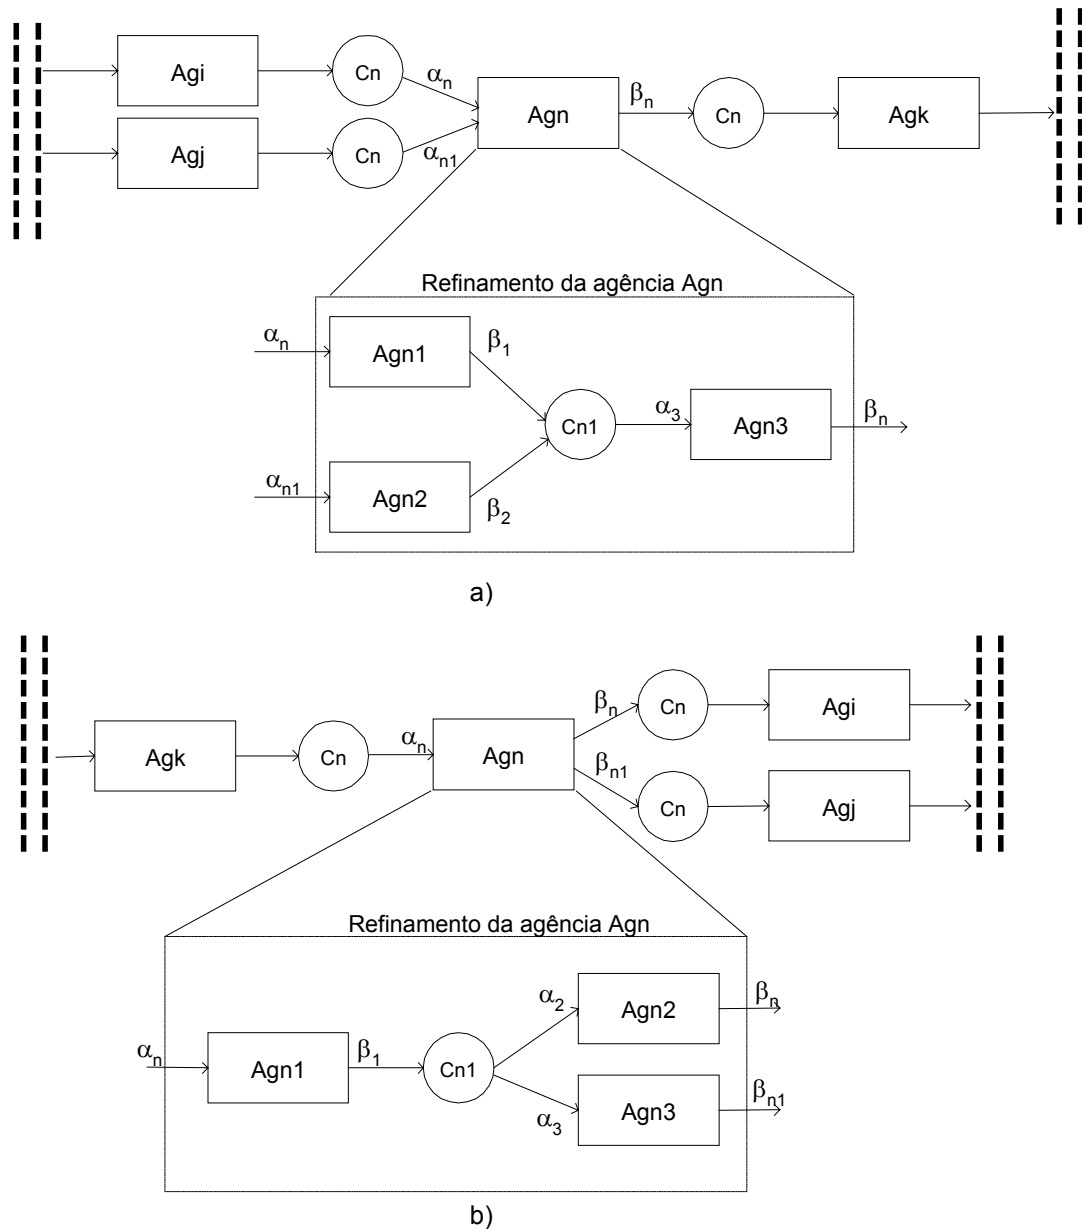 Agi
Cn
αn
Agn
βn
Cn
Agk
Agj
Cn
αn1
Refinamento da agência Agn
αn
Agn1
β1
Cn1
α3
Agn3
βn
αn1
Agn2
β2
a)
Agk
Cn
αn
Agn
βn
Cn
Agi
βn1
Cn
Agj
Refinamento da agência Agn
αn
Agn1
β1
Cn1
α2
Agn2
βn
α3
Agn3
βn1
b)